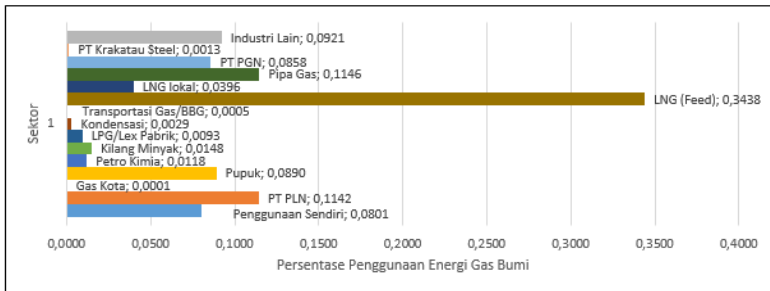 Industri Lain; 0,0921
PT Krakatau Steel; 0,0013
PT PGN; 0,0858
Pipa Gas; 0,1146
LNG lokal; 0,0396
LNG (Feed); 0,3438
Transportasi Gas/BBG; 0,0005
Kondensasi; 0,0029
LPG/Lex Pabrik; 0,0093
Kilang Minyak; 0,0148
Petro Kimia; 0,0118
Pupuk; 0,0890
Gas Kota; 0,0001
PT PLN; 0,1142
Penggunaan Sendiri; 0,0801
Sektor
1
0,0000 0,0500 0,1000 0,1500 0,2000 0,2500 0,3000 0,3500 0,4000
Persentase Penggunaan Energi Gas Bumi